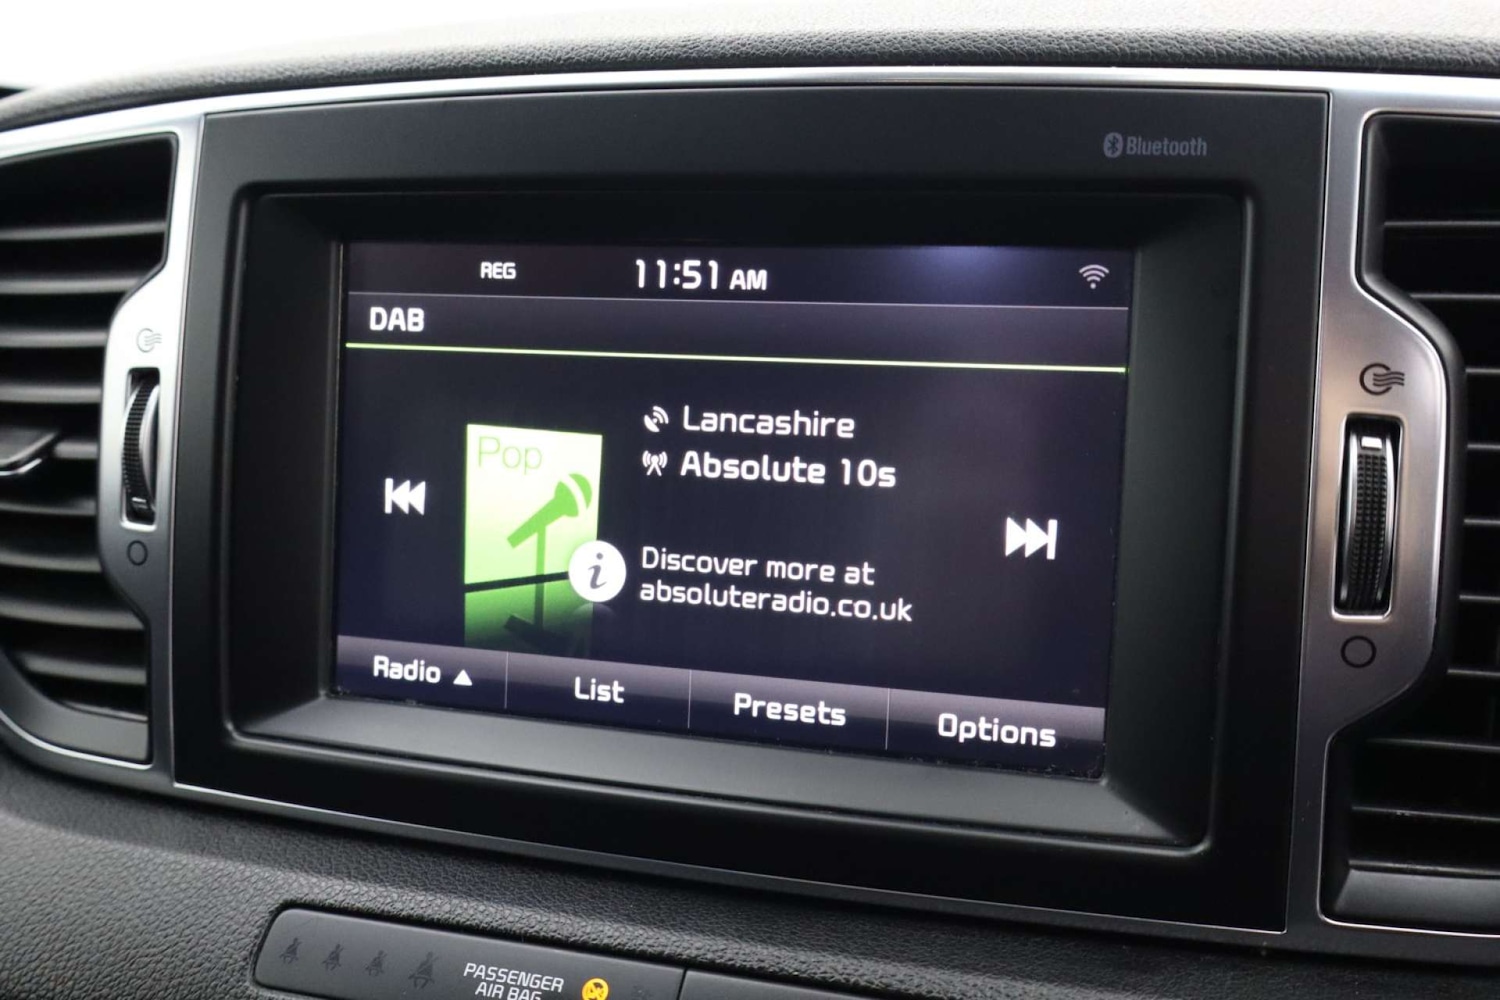 Bluetooth
REG 11:51 AM
DAB
Pop
Lancashire
Absolute 10s
i
Discover more at
absoluteradio.co.uk
Radio ▲ List Presets Options
PASSENGER
AIR BAG